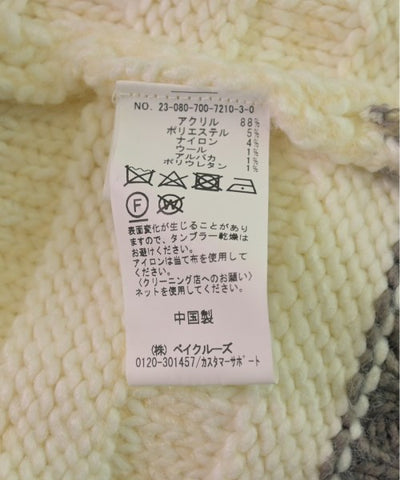 NO. 23-080-700-7210-3-0
アクリル 88%
ポリエステル 5%
ナイロン 4%
ウール 1%
アルパカ 1%
ポリウレタン 1%
F W
表面変化が生じることがあり
ますので、タンブラー乾燥は
お避けください。
アイロンは当て布を使用して
ください。
〈クリーニング店へのお願い〉
ネットを使用してください。
中国製
(株) ベイクルーズ
0120-301457/カスタマーサポート